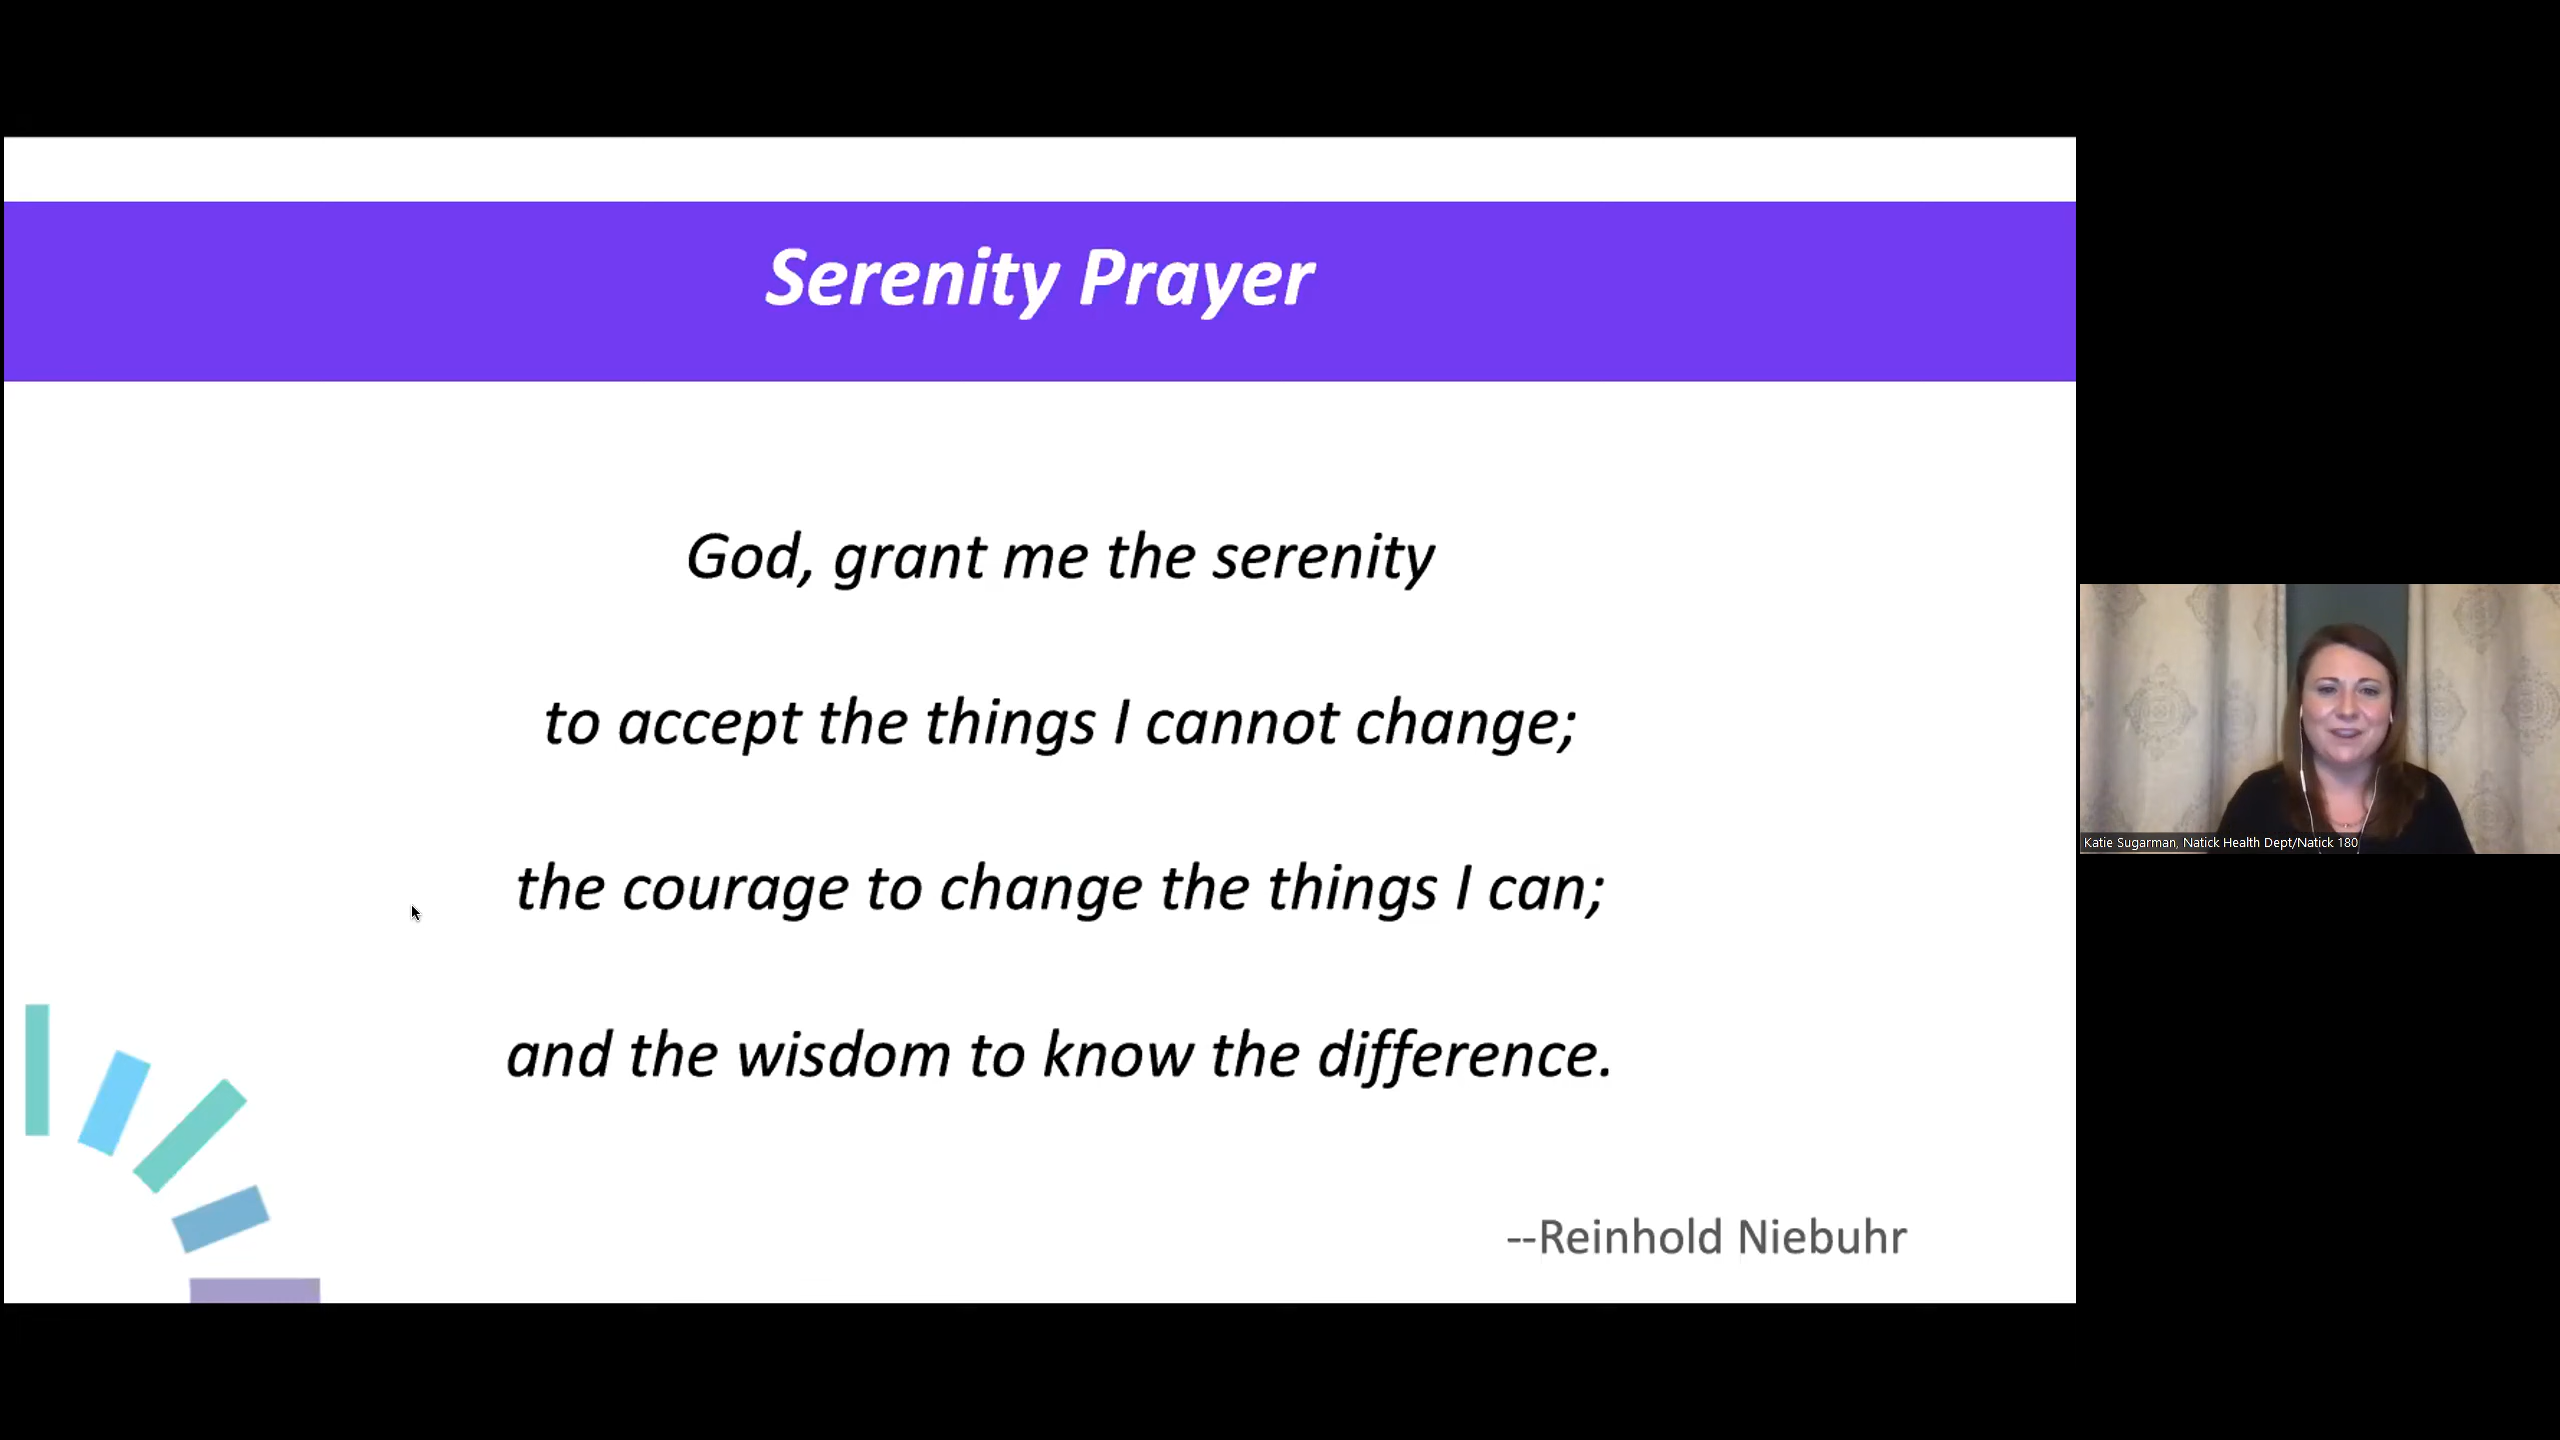 Serenity Prayer
God, grant me the serenity
to accept the things I cannot change;
the courage to change the things I can;
and the wisdom to know the difference.
--Reinhold Niebuhr
Katie Sugarman, Natick Health Dept/Natick 180